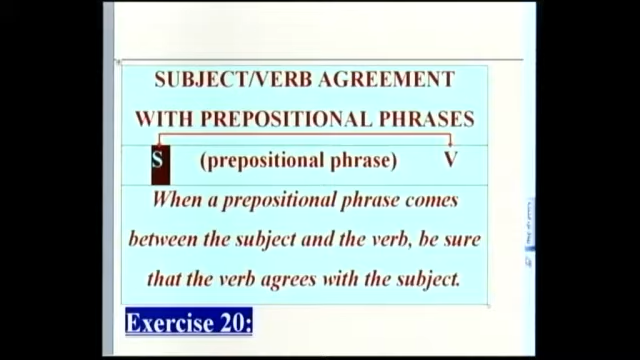 SUBJECT/VERB AGREEMENT
WITH PREPOSITIONAL PHRASES
S (prepositional phrase) V
When a prepositional phrase comes
between the subject and the verb, be sure
that the verb agrees with the subject.
Exercise 20: